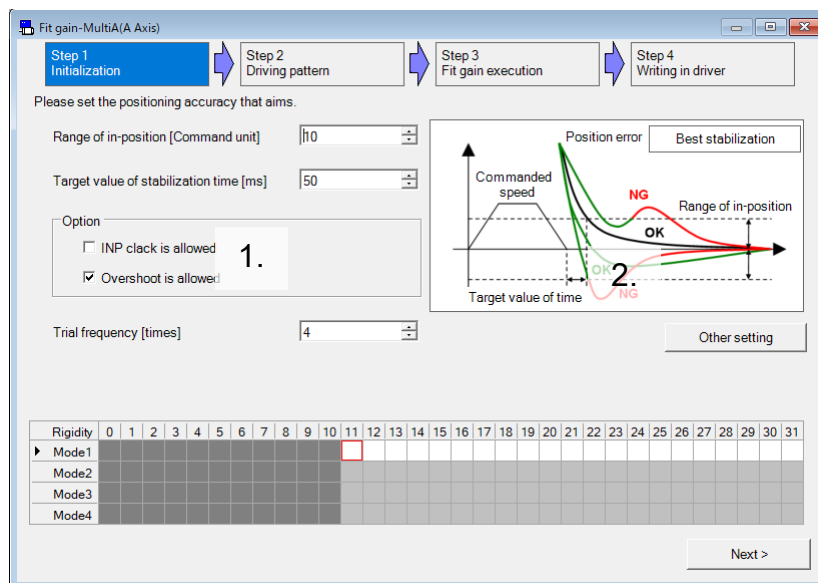 Fit gain-MultiA(A Axis)
Step 1
Initialization
Step 2
Driving pattern
Step 3
Fit gain execution
Step 4
Writing in driver
Please set the positioning accuracy that aims.
Range of in-position [Command unit]
10
Target value of stabilization time [ms]
50
Option
INP clack is allowed
Overshoot is allowed
1.
Trial frequency [times]
4
Position error
Best stabilization
Commanded
speed
NG
Range of in-position
OK
OK
2.
NG
Target value of time
Other setting
Rigidity 0 1 2 3 4 5 6 7 8 9 10 11 12 13 14 15 16 17 18 19 20 21 22 23 24 25 26 27 28 29 30 31
Mode1
Mode2
Mode3
Mode4
Next >